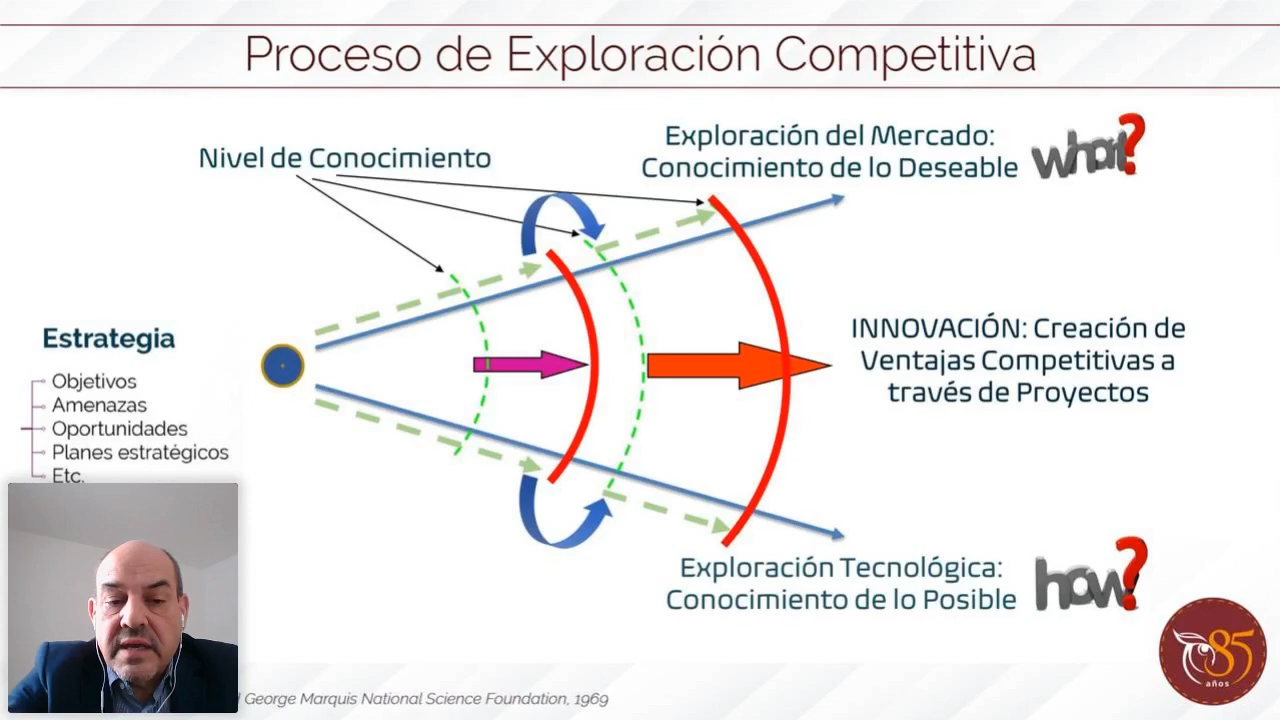 Proceso de Exploración Competitiva
Nivel de Conocimiento
Exploración del Mercado:
Conocimiento de lo Deseable
what?
Estrategia
Objetivos
Amenazas
Oportunidades
Planes estratégicos
Etc.
INNOVACIÓN: Creación de
Ventajas Competitivas a
través de Proyectos
Exploración Tecnológica:
Conocimiento de lo Posible
how?
85
años
George Marquis National Science Foundation, 1969